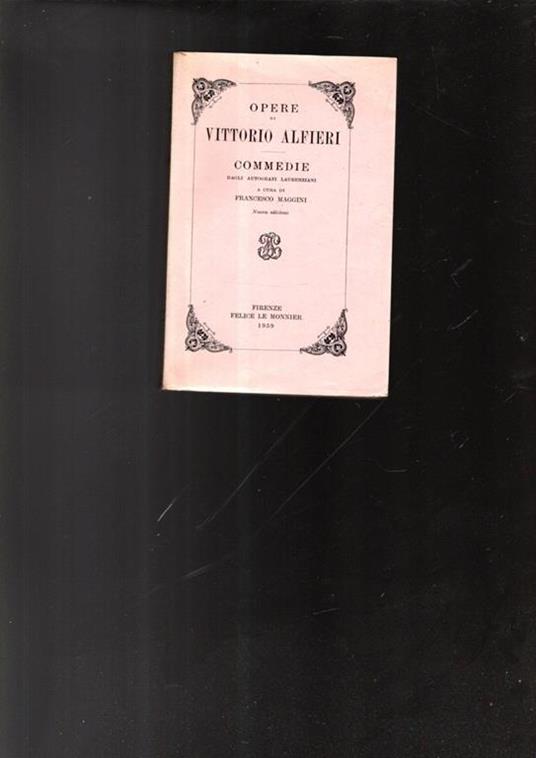 OPERE
DI
VITTORIO ALFIERI
COMMEDIE
DAGLI AUTOGRAFI LAURENZIANI
A CURA DI
FRANCESCO MAGGINI
Nuova edizione
FIRENZE
FELICE LE MONNIER
1959